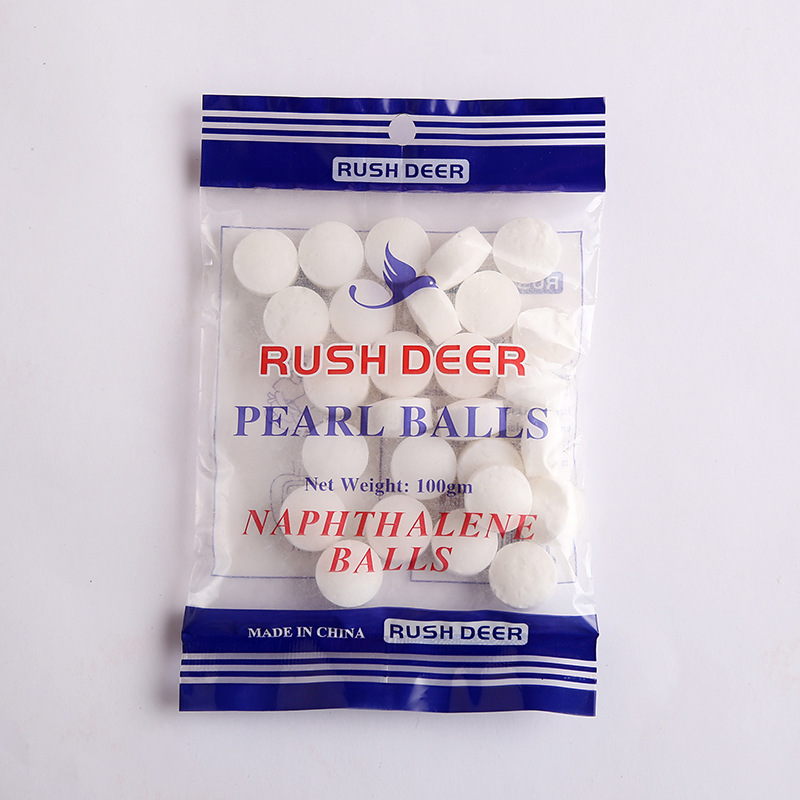 RUSH DEER
RUSH DEER
PEARL BALLS
Net Weight: 100gm
NAPHTHALENE
BALLS
MADE IN CHINA RUSH DEER